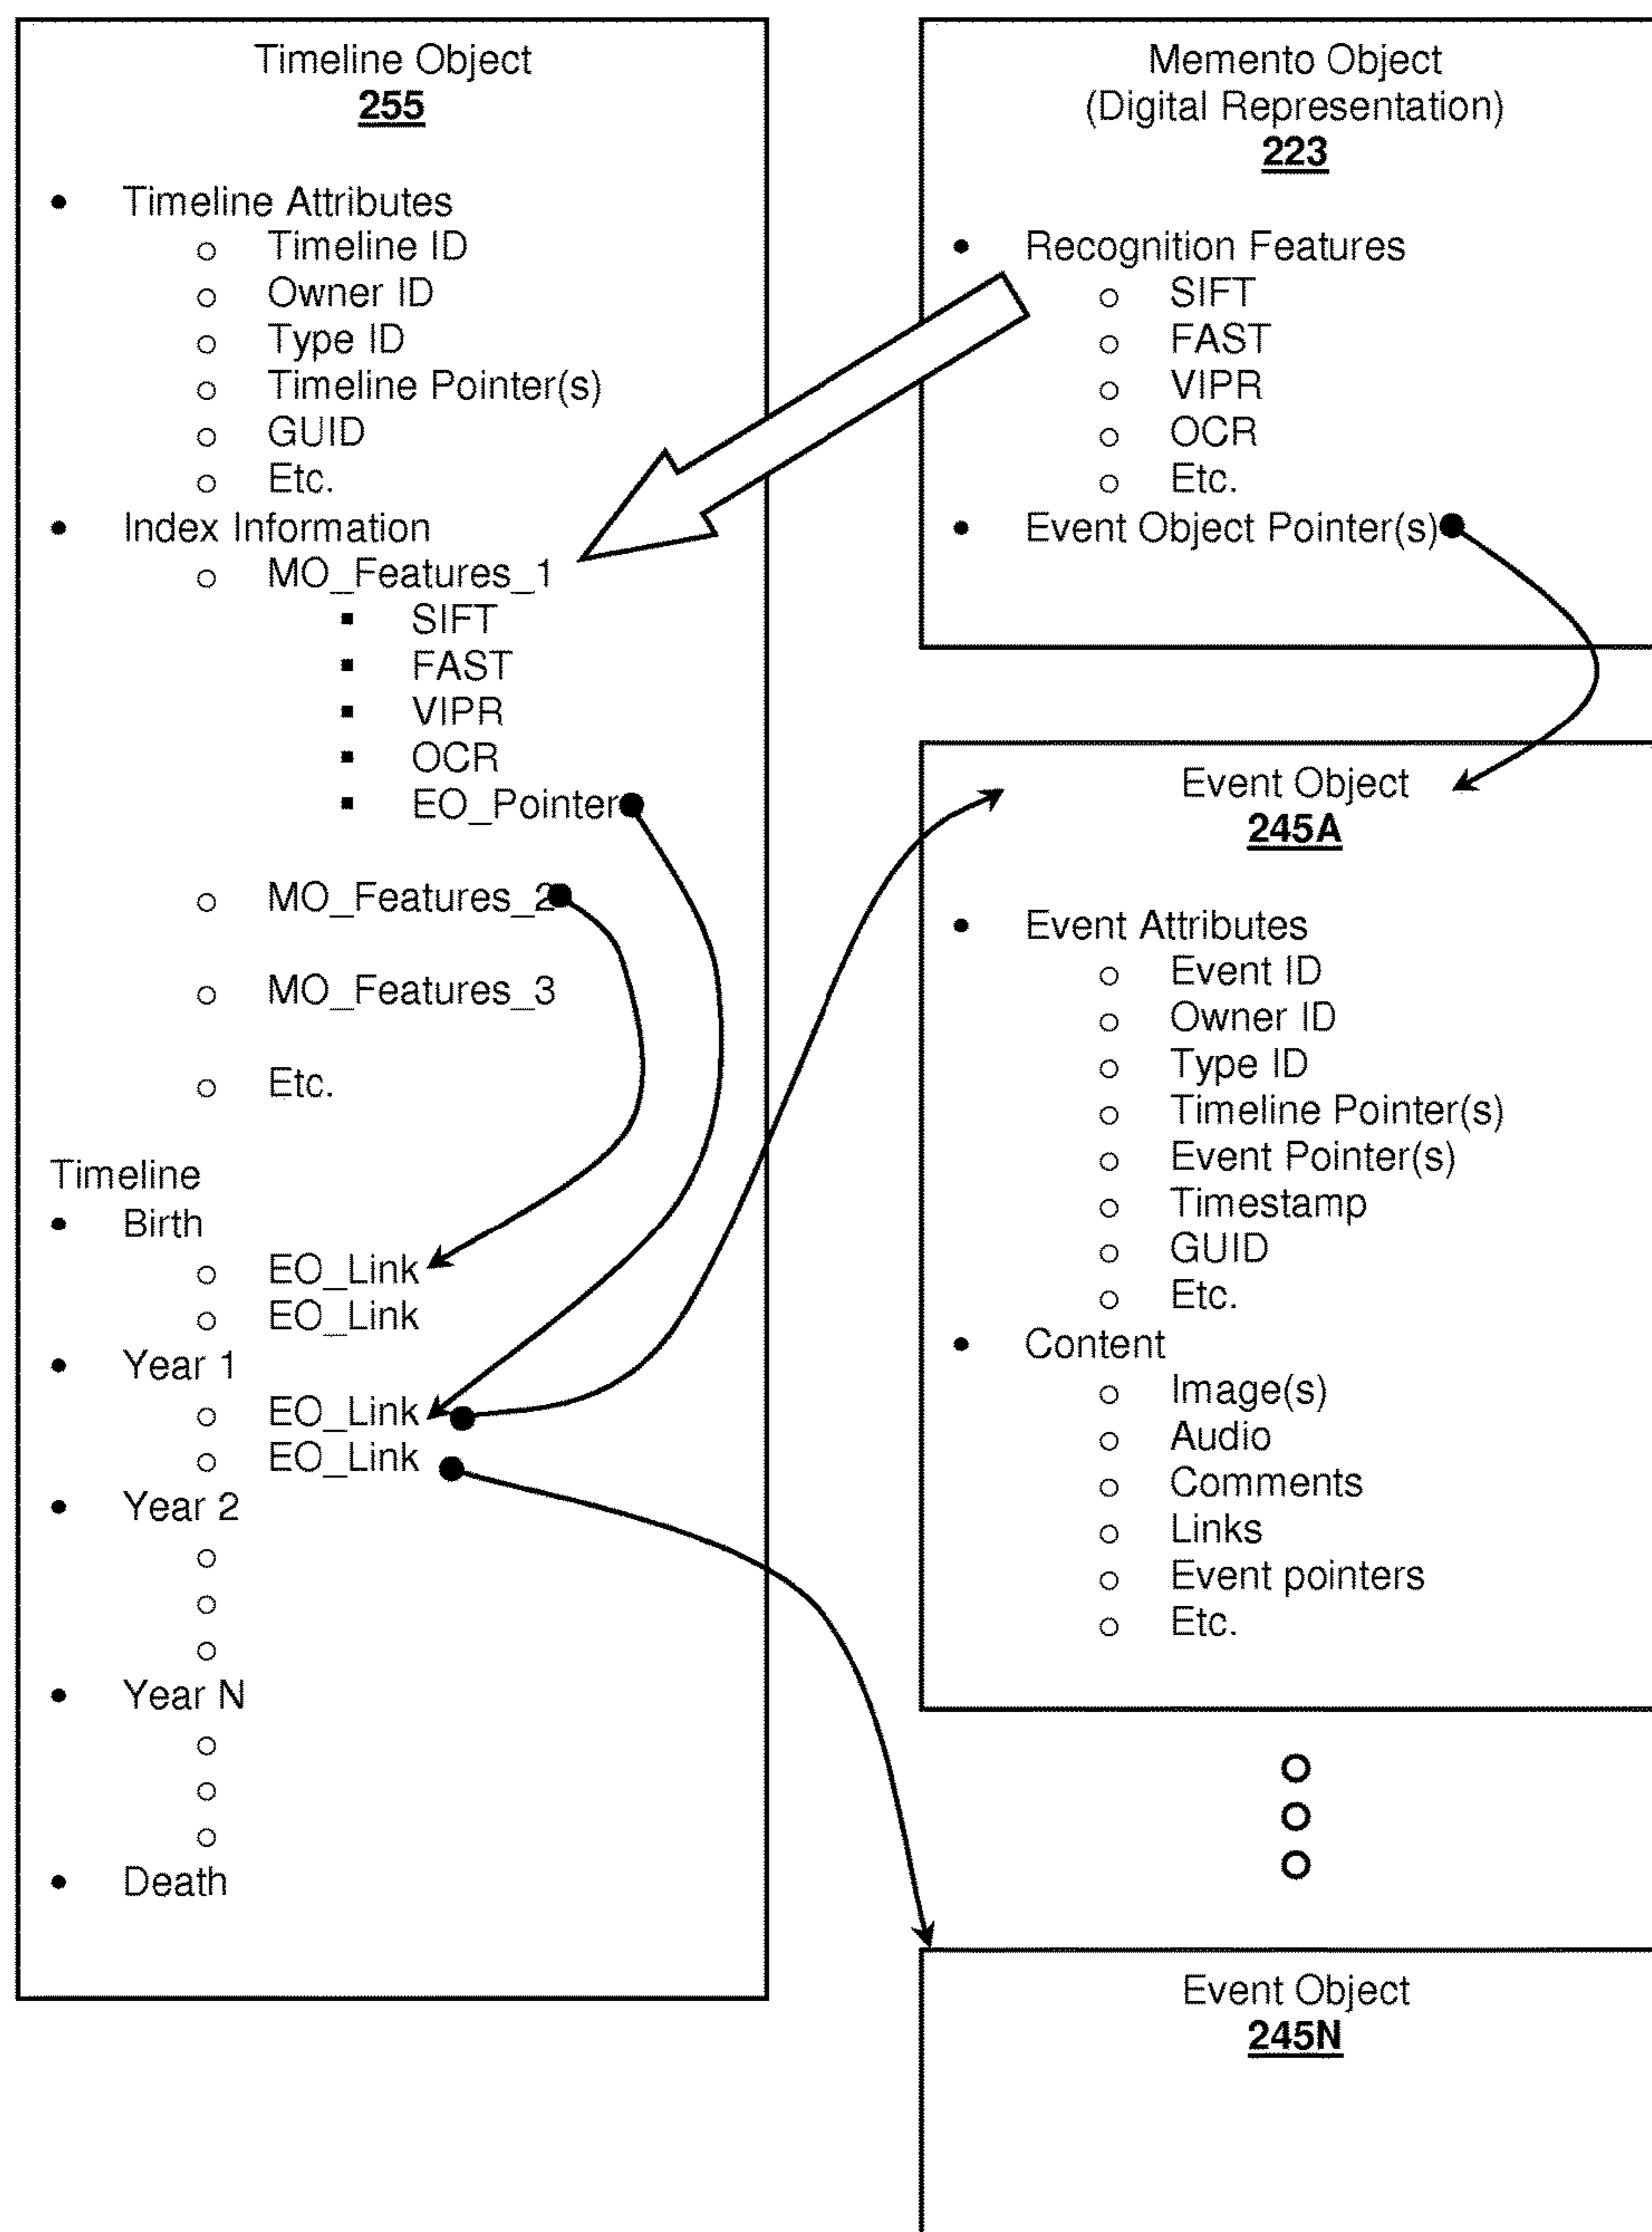 Timeline Object
255
Timeline Attributes
Timeline ID
Owner ID
Type ID
Timeline Pointer(s)
GUID
Etc.
Index Information
MO_Features_1
SIFT
FAST
VIPR
OCR
EO_Pointer
MO_Features_2
MO_Features_3
Etc.
Timeline
Birth
EO_Link
EO_Link
Year 1
EO_Link
EO_Link
Year 2
Year N
Death
Memento Object
(Digital Representation)
223
Recognition Features
SIFT
FAST
VIPR
OCR
Etc.
Event Object Pointer(s)
Event Object
245A
Event Attributes
Event ID
Owner ID
Type ID
Timeline Pointer(s)
Event Pointer(s)
Timestamp
GUID
Etc.
Content
Image(s)
Audio
Comments
Links
Event pointers
Etc.
Event Object
245N